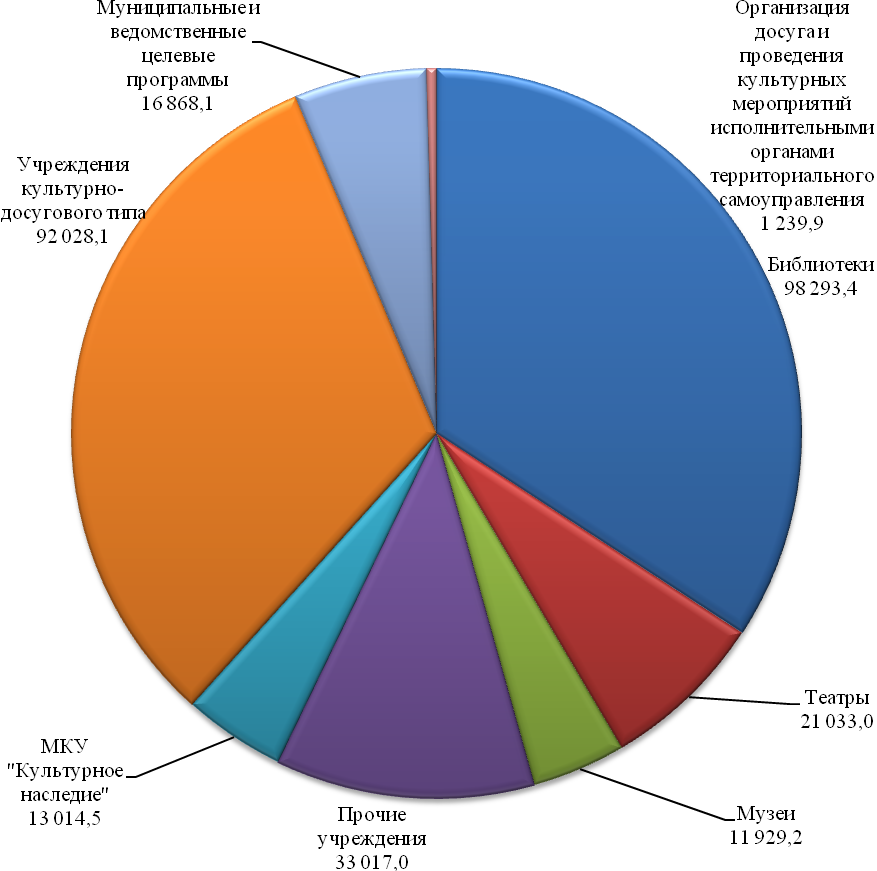 Муниципальные и
ведомственные
целевые
программы
16 868,1
Организация
досуга и
проведения
культурных
мероприятий
исполнительными
органами
территориального
самоуправления
1 239,9
Учреждения
культурно-
досугового типа
92 028,1
Библиотеки
98 293,4
Театры
21 033,0
МКУ
"Культурное
наследие"
13 014,5
Музеи
11 929,2
Прочие
учреждения
33 017,0